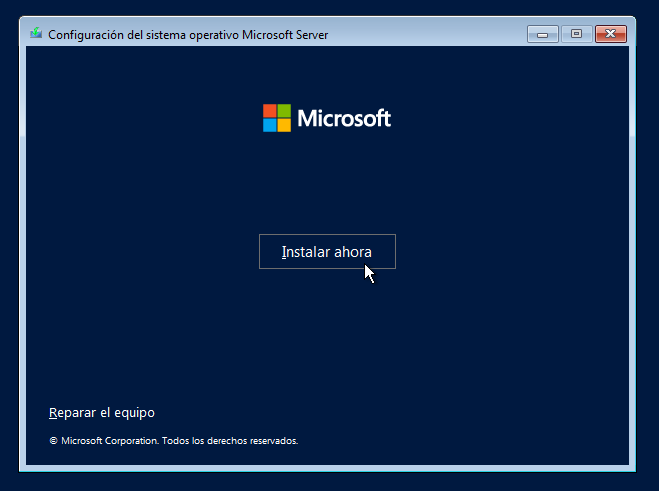 Configuración del sistema operativo Microsoft Server
Microsoft
Instalar ahora
Reparar el equipo
© Microsoft Corporation. Todos los derechos reservados.